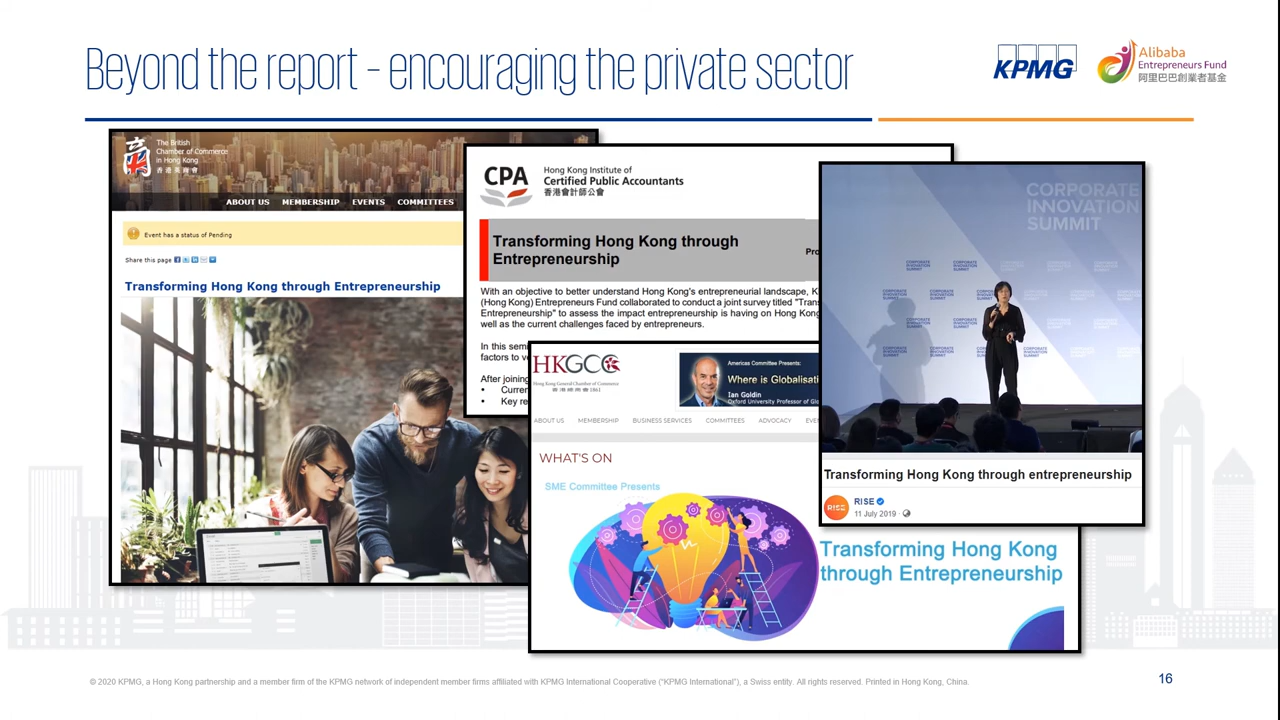 Beyond the report – encouraging the private sector
KPMG
Alibaba
Entrepreneurs Fund
阿里巴巴創業者基金
The British
Chamber of Commerce
in Hong Kong
香港英商會
ABOUT US MEMBERSHIP EVENTS COMMITTEES
Event has a status of Pending
Share this page
Transforming Hong Kong through Entrepreneurship
CPA
Hong Kong Institute of
Certified Public Accountants
香港會計師公會
Transforming Hong Kong through
Entrepreneurship
Pro
With an objective to better understand Hong Kong's entrepreneurial landscape, K
(Hong Kong) Entrepreneurs Fund collaborated to conduct a joint survey titled "Tran
Entrepreneurship" to assess the impact entrepreneurship is having on Hong Kong
well as the current challenges faced by entrepreneurs.
In this sem
factors to v
After joining
• Curren
• Key re
HKGCC
Hong Kong General Chamber of Commerce
香港總商會1861
Americas Committee Presents:
Where is Globalisati
Ian Goldin
Oxford University Professor of Glo
ABOUT US MEMBERSHIP BUSINESS SERVICES COMMITTEES ADVOCACY EVE
WHAT'S ON
SME Committee Presents
Transforming Hong Kong
through Entrepreneurship
CORPORATE
INNOVATION
SUMMIT
Transforming Hong Kong through entrepreneurship
RISE
RISE
11 July 2019 ·
© 2020 KPMG, a Hong Kong partnership and a member firm of the KPMG network of independent member firms affiliated with KPMG International Cooperative ("KPMG International"), a Swiss entity. All rights reserved. Printed in Hong Kong, China.
16